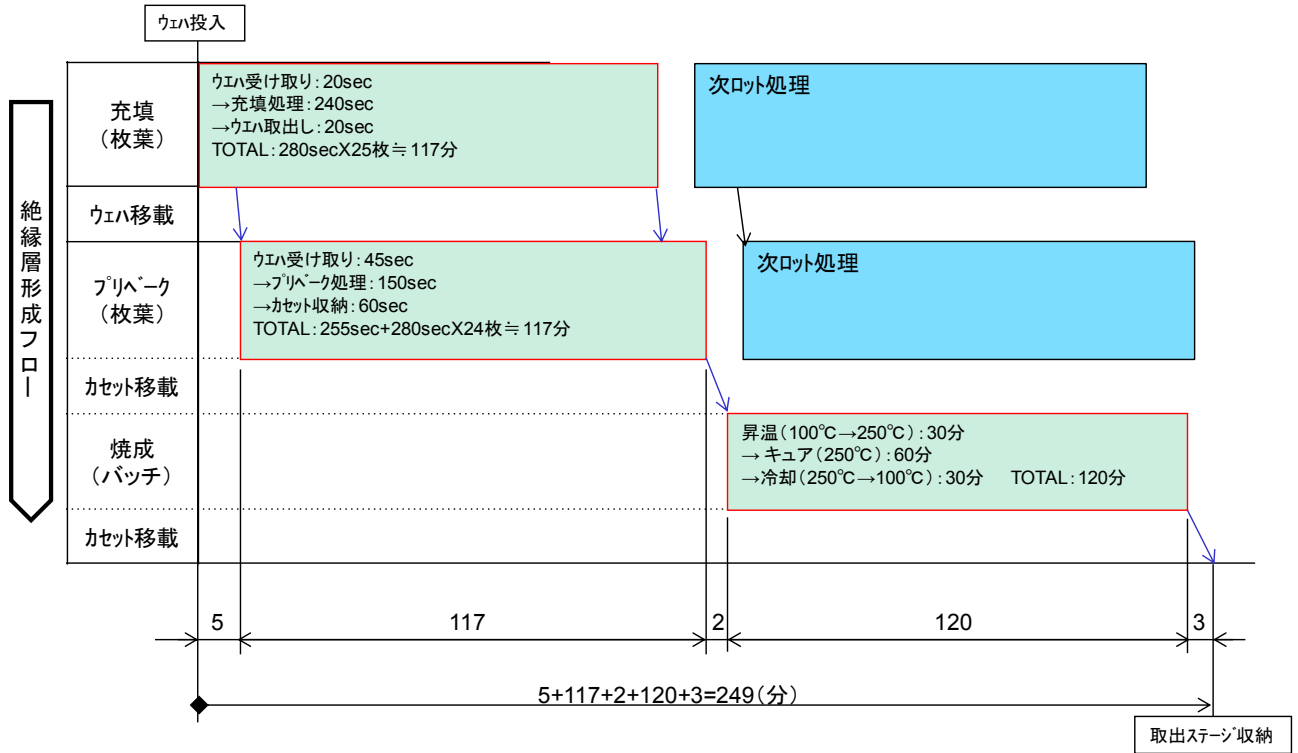 ウェハ投入
絶縁層形成フロー
充填
(枚葉)
ウエハ受け取り:20sec
→充填処理:240sec
→ウエハ取出し:20sec
TOTAL:280secX25枚≒117分
次ロット処理
ウェハ移載
プリベーク
(枚葉)
ウエハ受け取り:45sec
→プリベーク処理:150sec
→カセット収納:60sec
TOTAL:255sec+280secX24枚≒117分
次ロット処理
カセット移載
焼成
(バッチ)
昇温(100℃→250℃):30分
→キュア(250℃):60分
→冷却(250℃→100℃):30分 TOTAL:120分
カセット移載
5 117 2 120 3
5+117+2+120+3=249(分)
取出ステージ収納